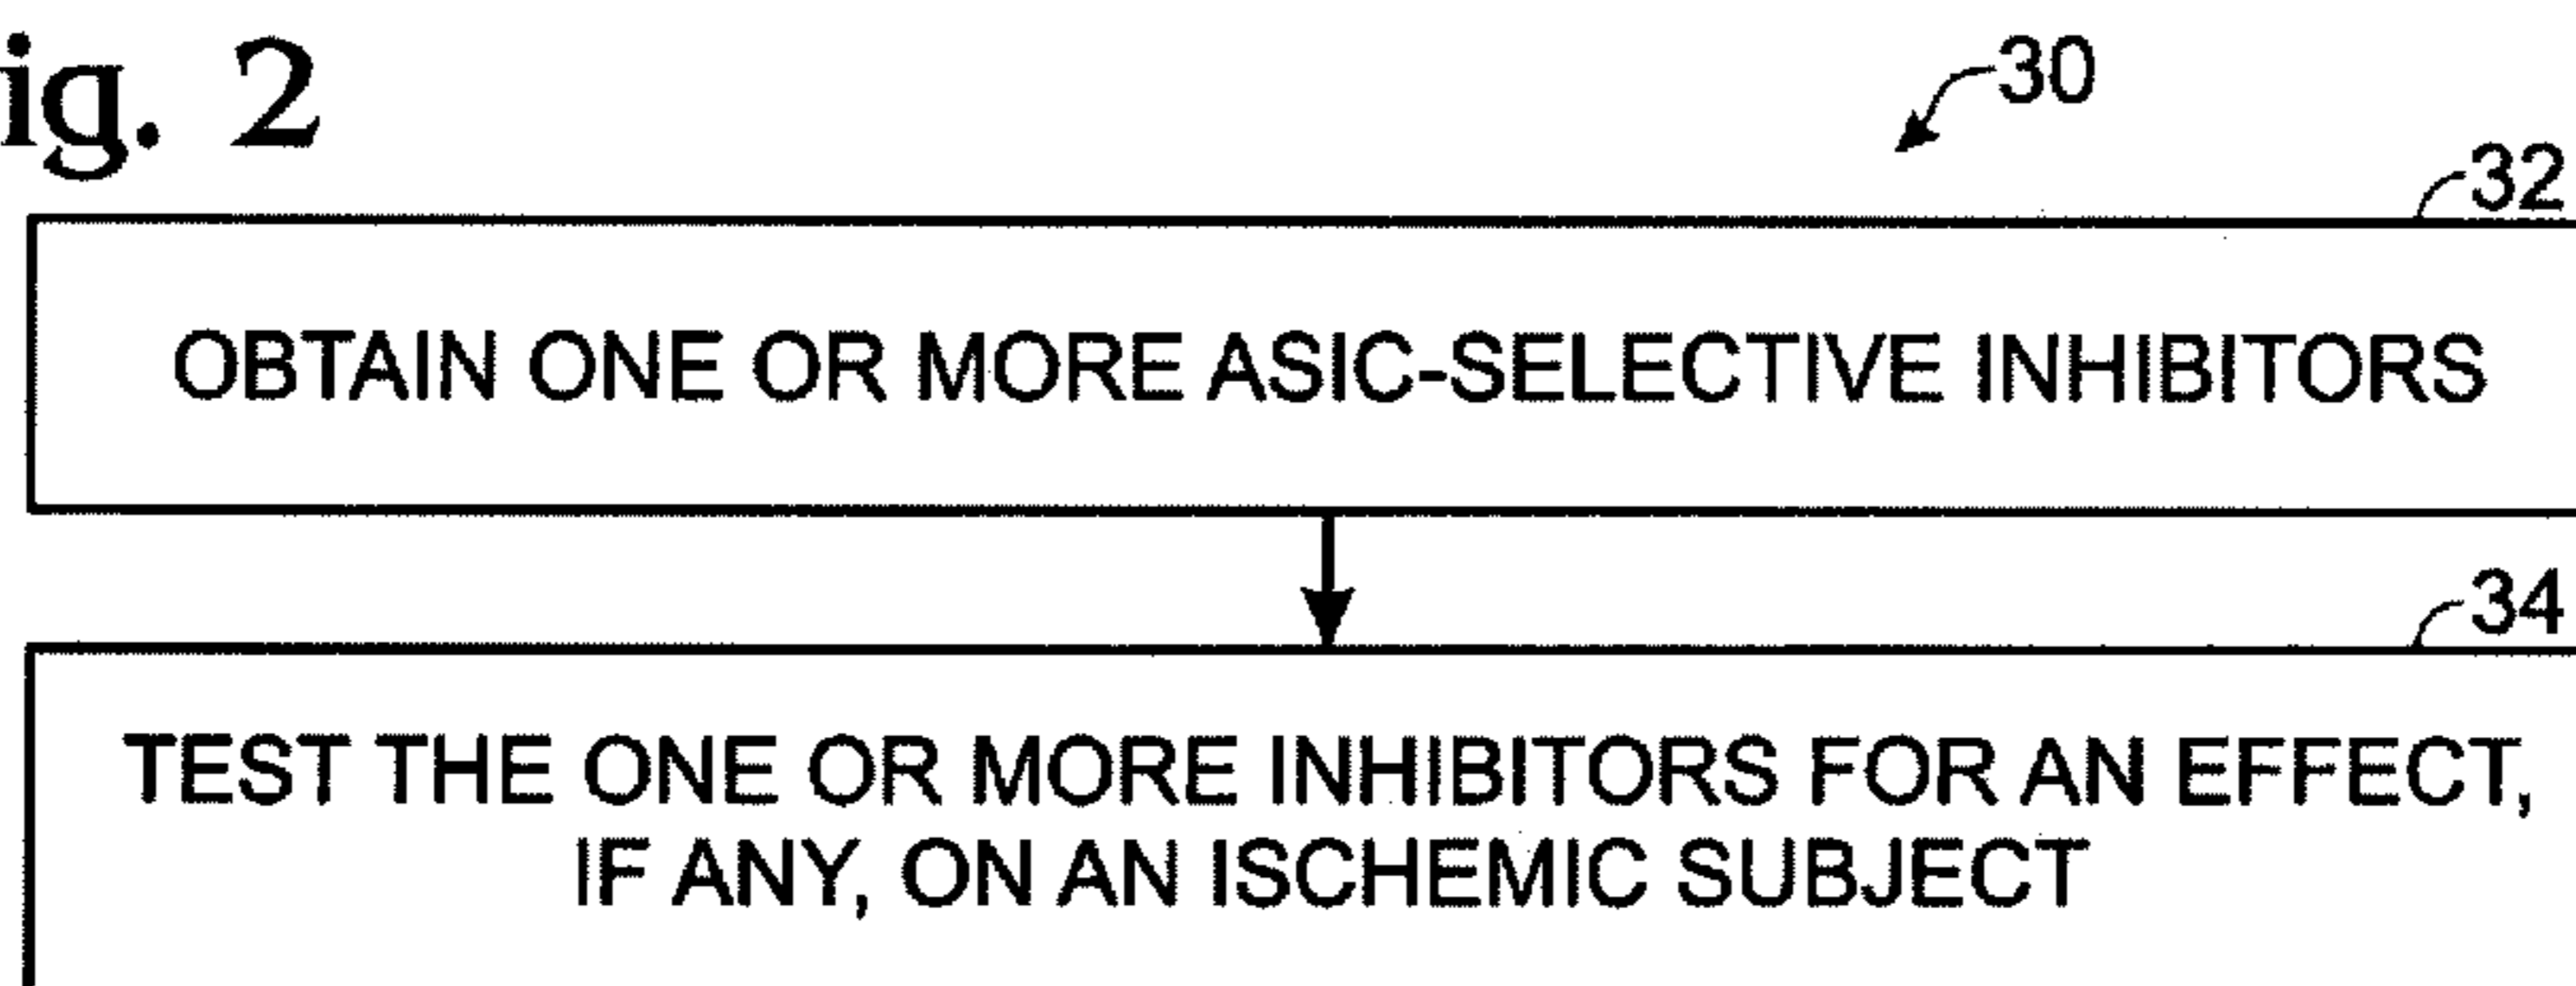 ig. 2
30
32
OBTAIN ONE OR MORE ASIC-SELECTIVE INHIBITORS
34
TEST THE ONE OR MORE INHIBITORS FOR AN EFFECT,
IF ANY, ON AN ISCHEMIC SUBJECT